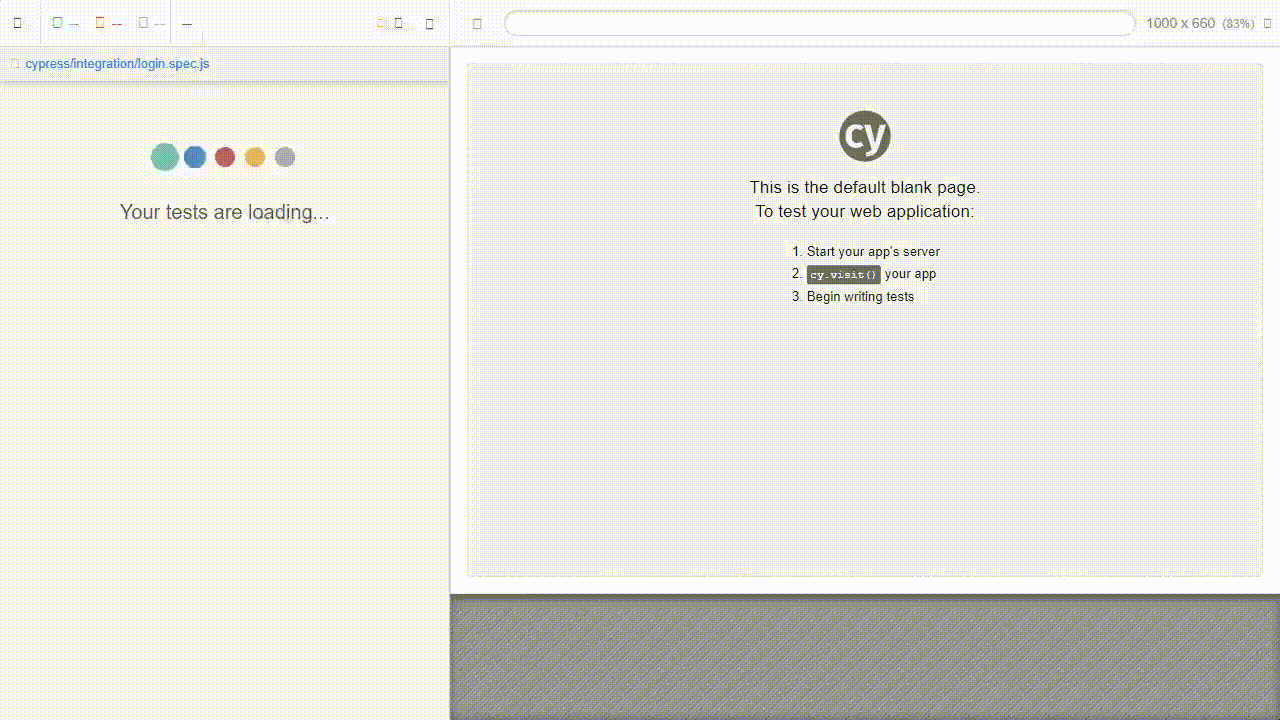 1000 x 660 (83%)
cypress/integration/login.spec.js
Your tests are loading...
cy
This is the default blank page.
To test your web application:
1. Start your app's server
2. cy.visit() your app
3. Begin writing tests